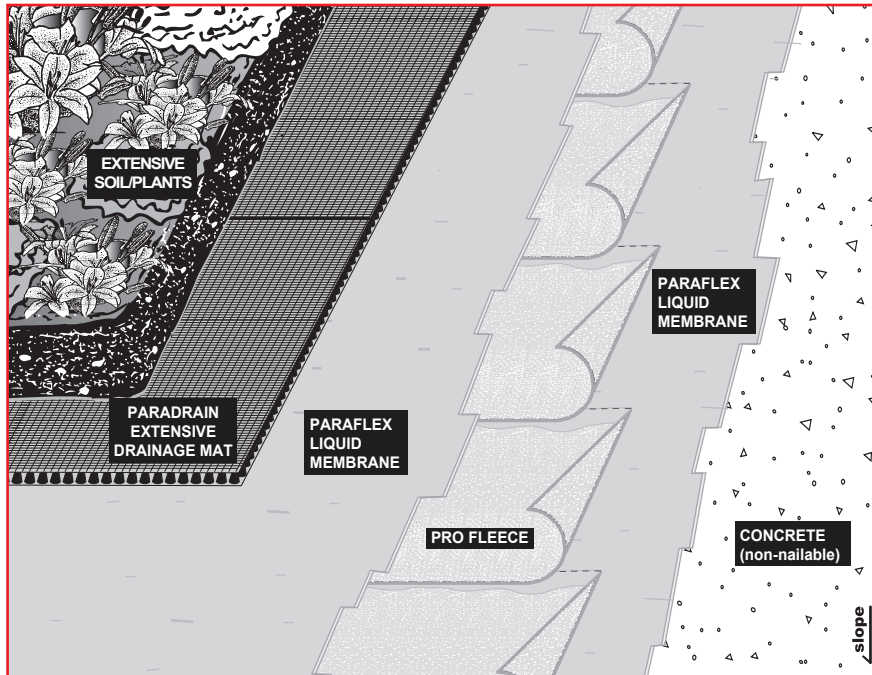 EXTENSIVE
SOIL/PLANTS
PARADRAIN
EXTENSIVE
DRAINAGE MAT
PARAFLEX
LIQUID
MEMBRANE
PRO FLEECE
PARAFLEX
LIQUID
MEMBRANE
CONCRETE
(non-nailable)
slope